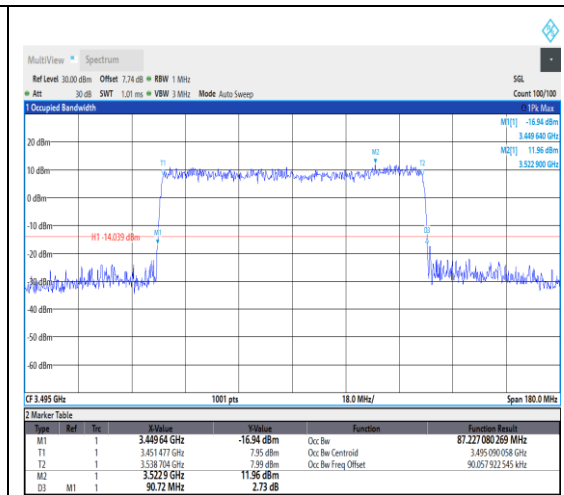 MultiView Spectrum
Ref Level 30.00 dBm Offset 7.74 dB RBW 1 MHz SGL
Att 30 dB SWT 1.01 ms VBW 3 MHz Mode Auto Sweep Count 100/100
1 Occupied Bandwidth 1Pk Max
M1[1] -16.94 dBm
3.449 640 GHz
M2[1] 11.96 dBm
3.522 900 GHz
20 dBm
M2
T1 T2
10 dBm
0 dBm
-10 dBm
H1 -14.039 dBm M1 D3
-20 dBm
-30 dBm
-40 dBm
-50 dBm
-60 dBm
CF 3.495 GHz 1001 pts 18.0 MHz/ Span 180.0 MHz
2 Marker Table
Type Ref Trc X-Value Y-Value Function Function Result
M1 1 3.449 64 GHz -16.94 dBm Occ Bw 87.227 080 269 MHz
T1 1 3.451 477 GHz 7.95 dBm Occ Bw Centroid 3.495 090 058 GHz
T2 1 3.538 704 GHz 7.99 dBm Occ Bw Freq Offset 90.057 922 545 kHz
M2 1 3.522 9 GHz 11.96 dBm
D3 M1 1 90.72 MHz 2.73 dB